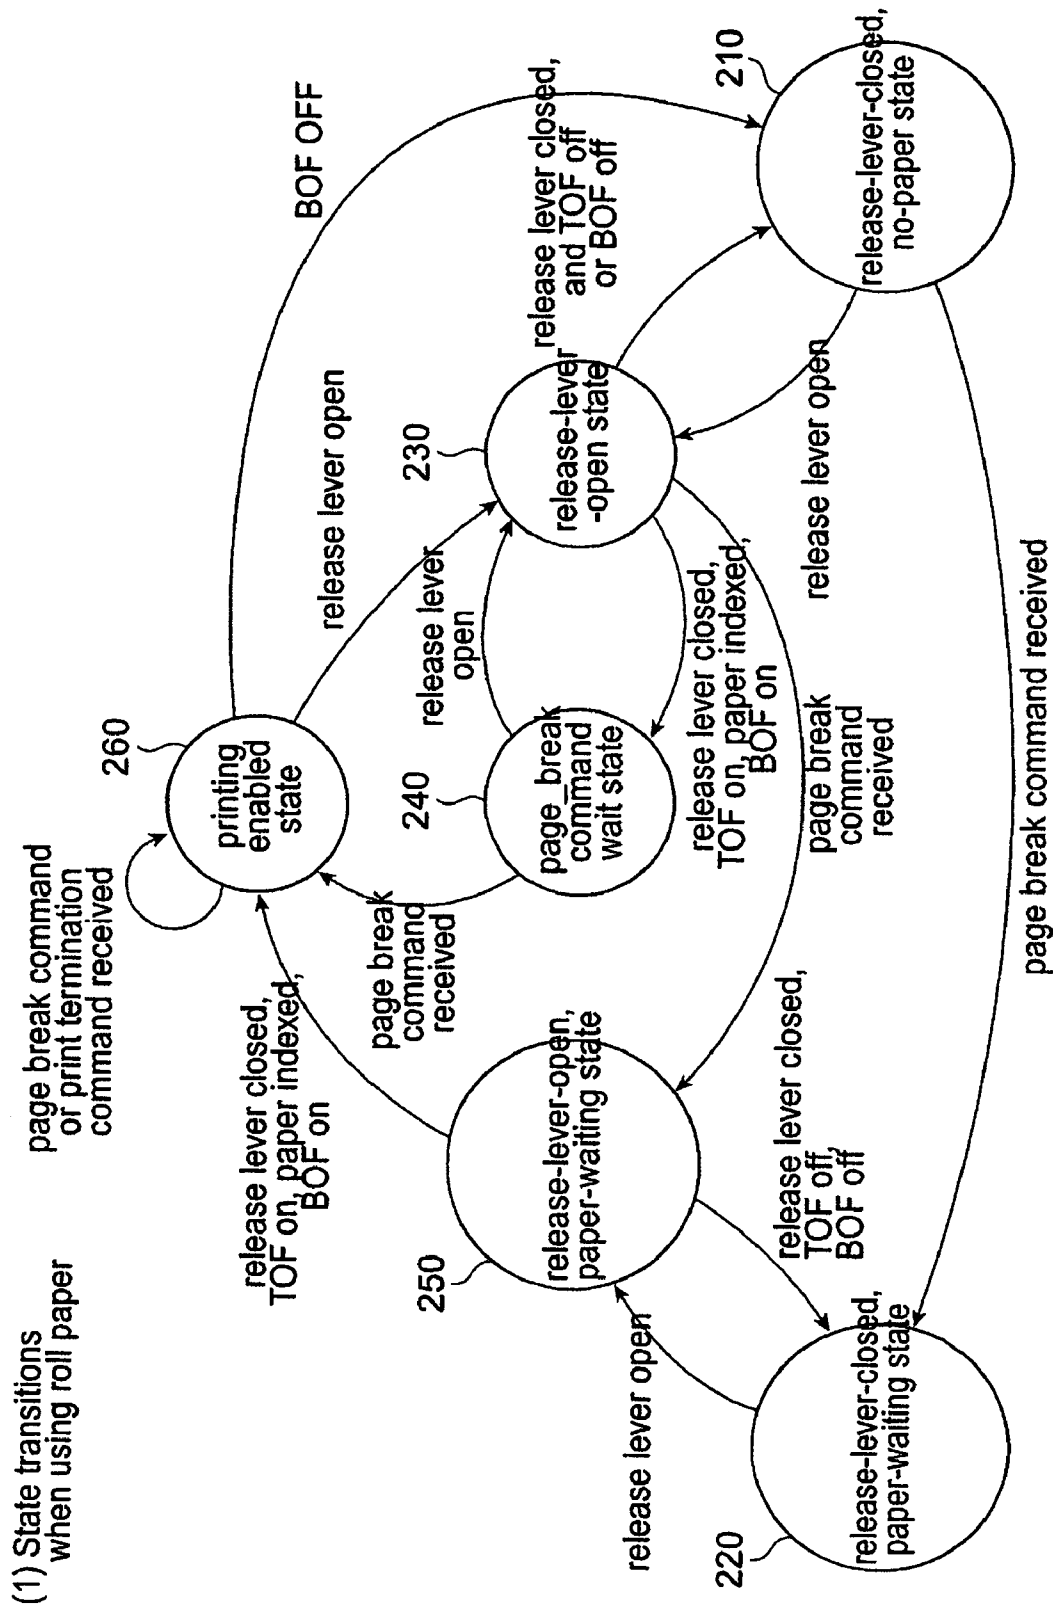 (1) State transitions
when using roll paper
page break command
or print termination
command received
260
printing
enabled
state
BOF OFF
release lever closed,
TOF on, paper indexed,
BOF on
page break
command
received
release lever
open
release lever open
250
release-lever-open,
paper-waiting state
240
page_break
command
wait state
230
release-lever
-open state
release lever closed,
and TOF off
or BOF off
release lever closed,
TOF on, paper indexed,
BOF on
page break
command
received
release lever open
release lever open
release lever closed,
TOF off,
BOF off
220
release-lever-closed,
paper-waiting state
210
release-lever-closed,
no-paper state
page break command received